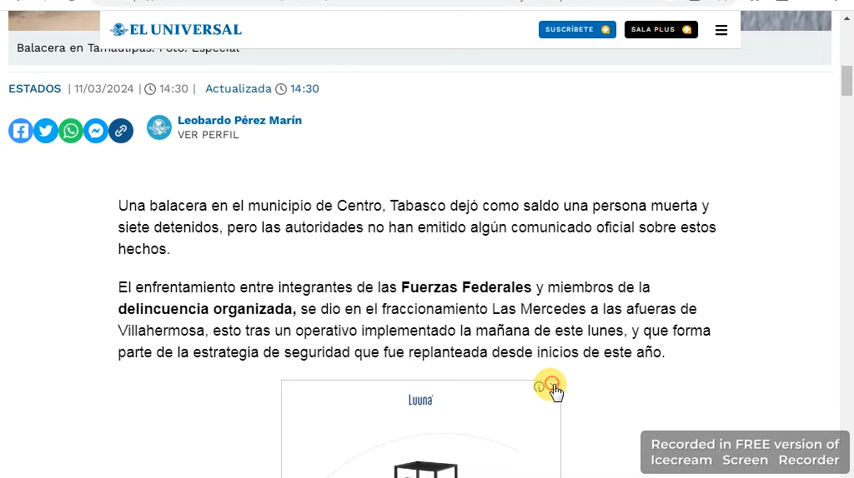 EL UNIVERSAL
SUSCRÍBETE
SALA PLUS
Balacera en Tamaulipas. Foto: Especial
ESTADOS | 11/03/2024 | 14:30 | Actualizada 14:30
Leobardo Pérez Marín
VER PERFIL
Una balacera en el municipio de Centro, Tabasco dejó como saldo una persona muerta y
siete detenidos, pero las autoridades no han emitido algún comunicado oficial sobre estos
hechos.
El enfrentamiento entre integrantes de las Fuerzas Federales y miembros de la
delincuencia organizada, se dio en el fraccionamiento Las Mercedes a las afueras de
Villahermosa, esto tras un operativo implementado la mañana de este lunes, y que forma
parte de la estrategia de seguridad que fue replanteada desde inicios de este año.
Luuna
Recorded in FREE version of
Icecream Screen Recorder